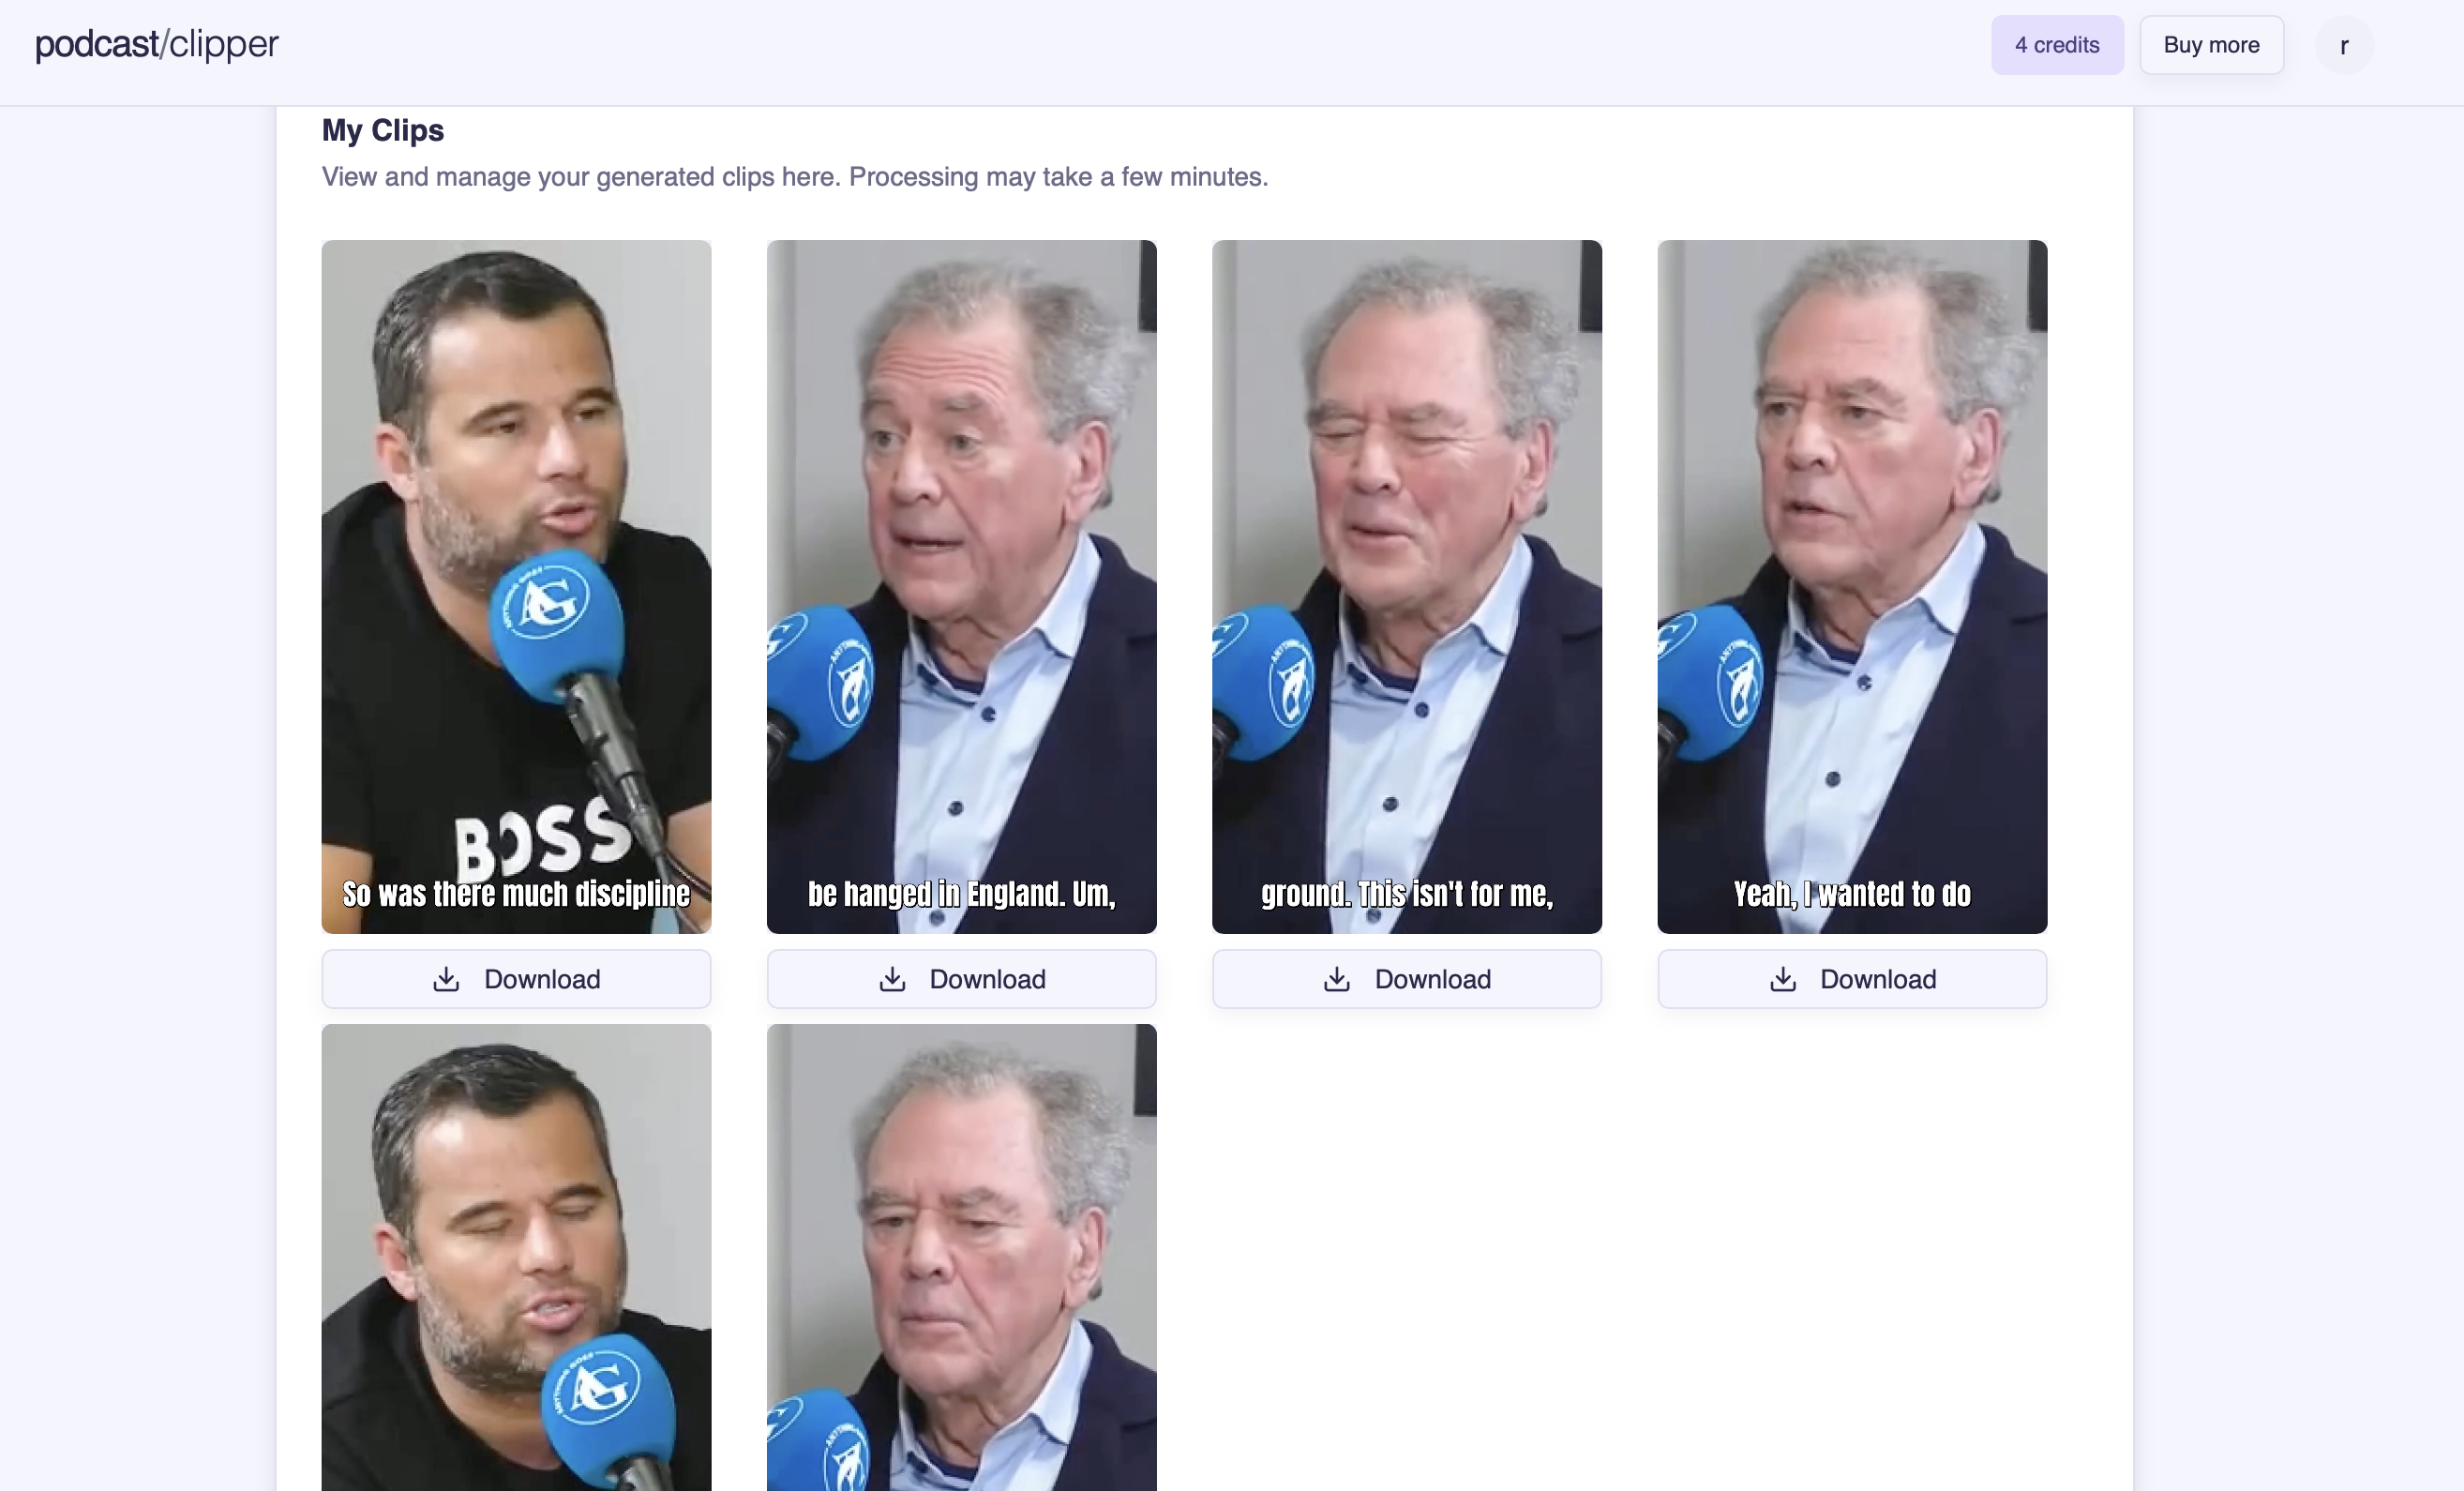 podcast/clipper
4 credits
Buy more
r
My Clips
View and manage your generated clips here. Processing may take a few minutes.
AG
BOSS
So was there much discipline
be hanged in England. Um,
ground. This isn't for me,
Yeah, I wanted to do
Download
Download
Download
Download
AG